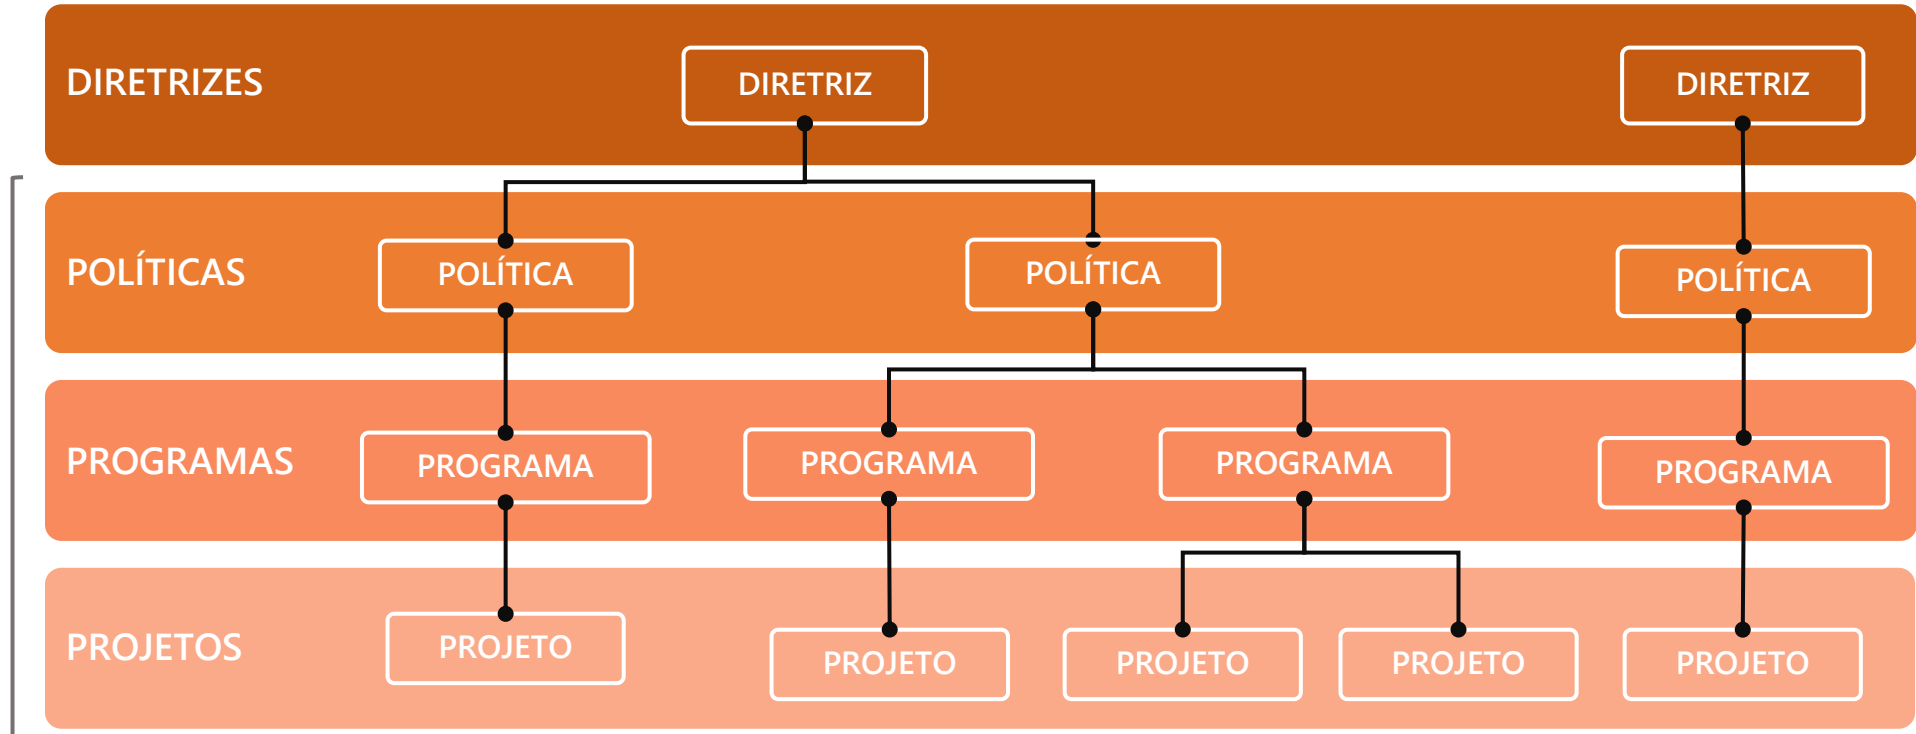 DIRETRIZES
DIRETRIZ
DIRETRIZ
POLÍTICAS
POLÍTICA
POLÍTICA
POLÍTICA
PROGRAMAS
PROGRAMA
PROGRAMA
PROGRAMA
PROGRAMA
PROJETOS
PROJETO
PROJETO
PROJETO
PROJETO
PROJETO